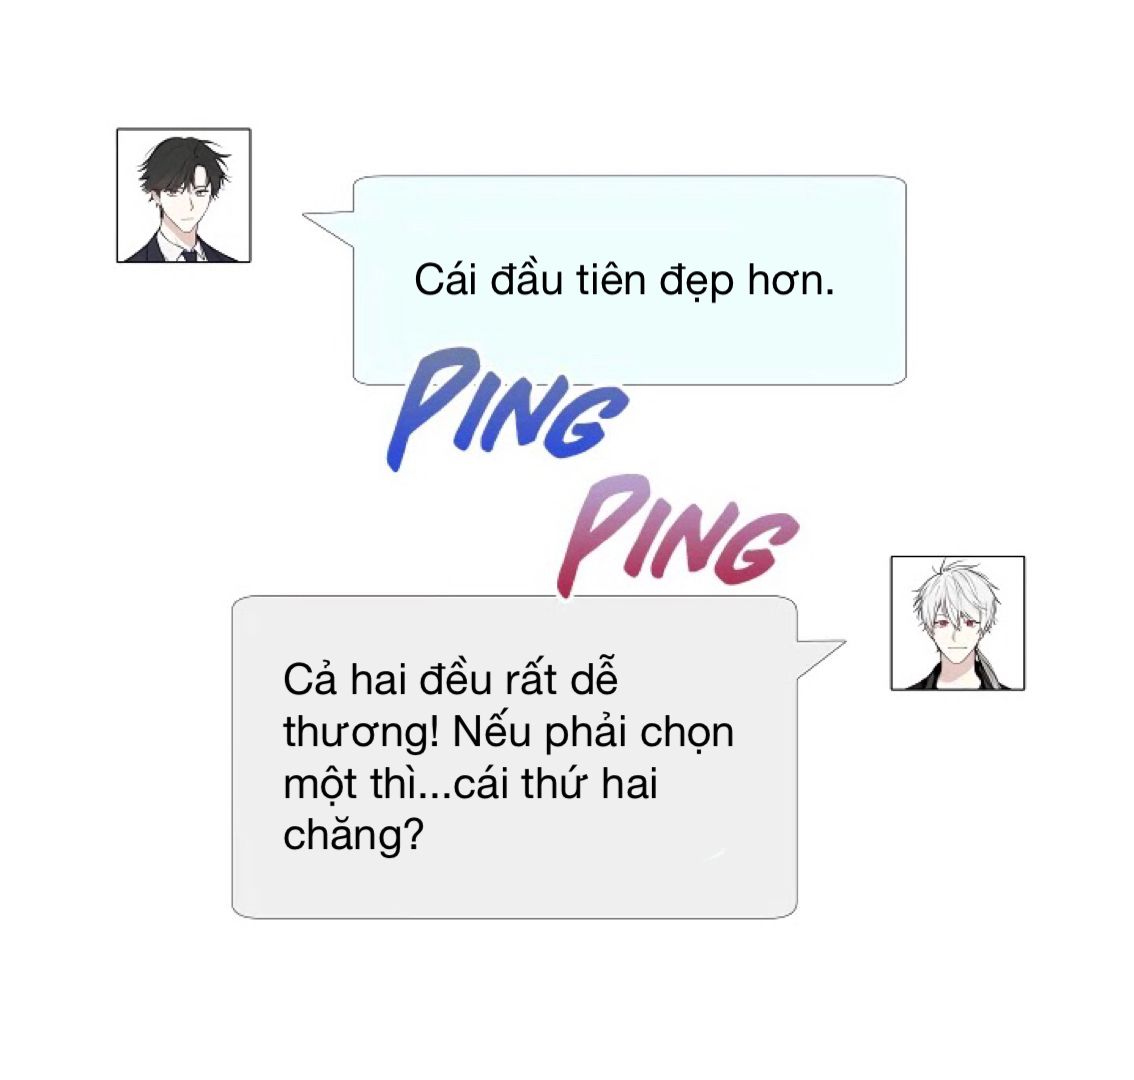 Cái đầu tiên đẹp hơn.
PING
PING
Cả hai đều rất dễ
thương! Nếu phải chọn
một thì...cái thứ hai
chăng?